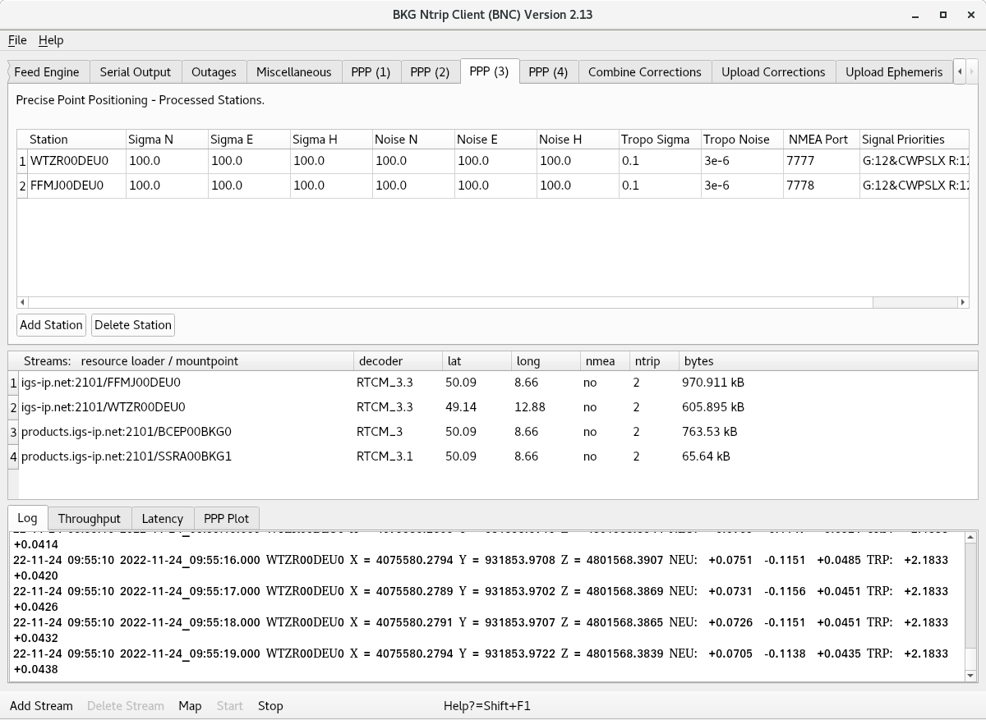 BKG Ntrip Client (BNC) Version 2.13
File Help
Feed Engine Serial Output Outages Miscellaneous PPP (1) PPP (2) PPP (3) PPP (4) Combine Corrections Upload Corrections Upload Ephemeris
Precise Point Positioning - Processed Stations.
Station Sigma N Sigma E Sigma H Noise N Noise E Noise H Tropo Sigma Tropo Noise NMEA Port Signal Priorities
1 WTZR00DEU0 100.0 100.0 100.0 100.0 100.0 100.0 0.1 3e-6 7777 G:12&CWPSLX R:12
2 FFMJ00DEU0 100.0 100.0 100.0 100.0 100.0 100.0 0.1 3e-6 7778 G:12&CWPSLX R:12
Add Station Delete Station
Streams: resource loader / mountpoint decoder lat long nmea ntrip bytes
1 igs-ip.net:2101/FFMJ00DEU0 RTCM_3.3 50.09 8.66 no 2 970.911 kB
2 igs-ip.net:2101/WTZR00DEU0 RTCM_3.3 49.14 12.88 no 2 605.895 kB
3 products.igs-ip.net:2101/BCEP00BKG0 RTCM_3 50.09 8.66 no 2 763.53 kB
4 products.igs-ip.net:2101/SSRA00BKG1 RTCM_3.1 50.09 8.66 no 2 65.64 kB
Log Throughput Latency PPP Plot
+0.0414
22-11-24 09:55:10 2022-11-24_09:55:16.000 WTZR00DEU0 X = 4075580.2794 Y = 931853.9708 Z = 4801568.3907 NEU: +0.0751 -0.1151 +0.0485 TRP: +2.1833
+0.0420
22-11-24 09:55:10 2022-11-24_09:55:17.000 WTZR00DEU0 X = 4075580.2789 Y = 931853.9702 Z = 4801568.3869 NEU: +0.0731 -0.1156 +0.0451 TRP: +2.1833
+0.0426
22-11-24 09:55:10 2022-11-24_09:55:18.000 WTZR00DEU0 X = 4075580.2791 Y = 931853.9707 Z = 4801568.3865 NEU: +0.0726 -0.1151 +0.0451 TRP: +2.1833
+0.0432
22-11-24 09:55:10 2022-11-24_09:55:19.000 WTZR00DEU0 X = 4075580.2794 Y = 931853.9722 Z = 4801568.3839 NEU: +0.0705 -0.1138 +0.0435 TRP: +2.1833
+0.0438
Add Stream Delete Stream Map Start Stop Help?=Shift+F1